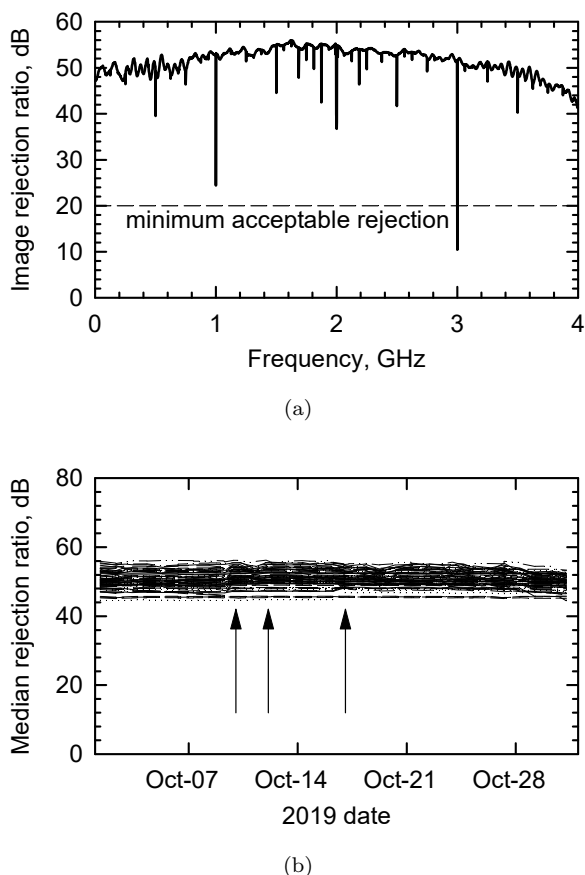 Image rejection ratio, dB
60
50
40
30
20
10
0
minimum acceptable rejection
0 1 2 3 4
Frequency, GHz
(a)
Median rejection ratio, dB
80
60
40
20
0
Oct-07 Oct-14 Oct-21 Oct-28
2019 date
(b)